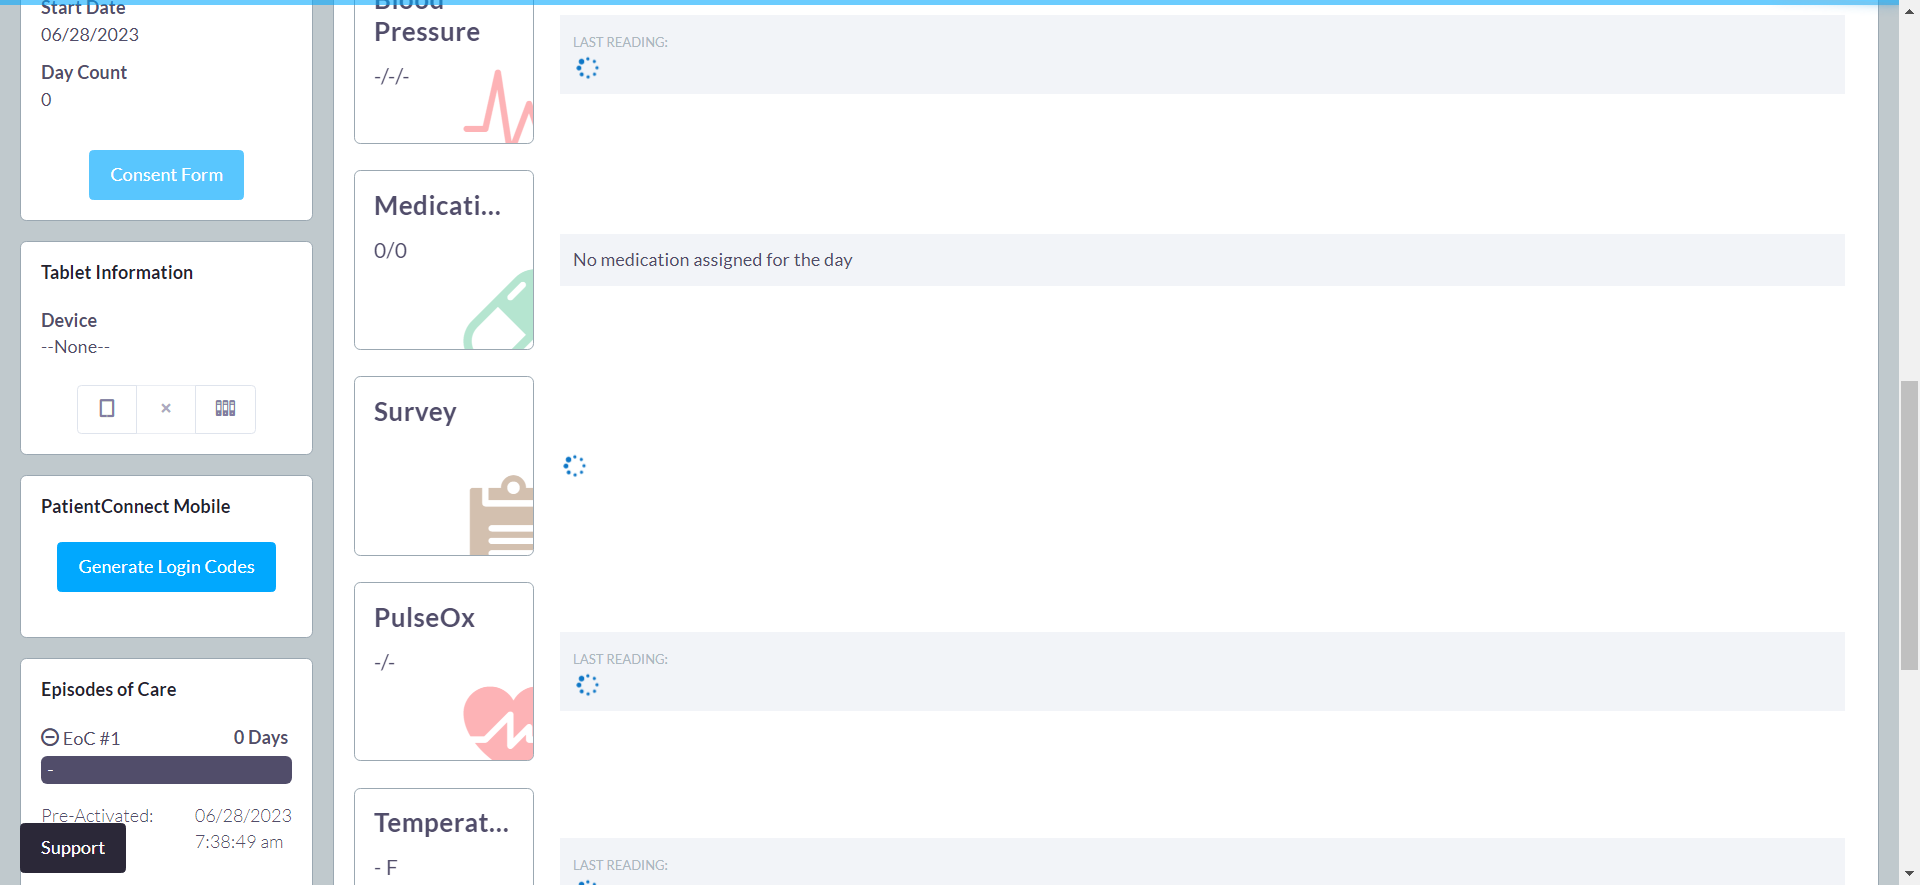 Start Date
06/28/2023
Day Count
0
Consent Form
Tablet Information
Device
--None--
PatientConnect Mobile
Generate Login Codes
Episodes of Care
EoC #1 0 Days
-
Pre-Activated: 06/28/2023
7:38:49 am
Support
Blood
Pressure
-/-/-
LAST READING:
Medicati...
0/0
No medication assigned for the day
Survey
PulseOx
-/-
LAST READING:
Temperat...
- F
LAST READING: